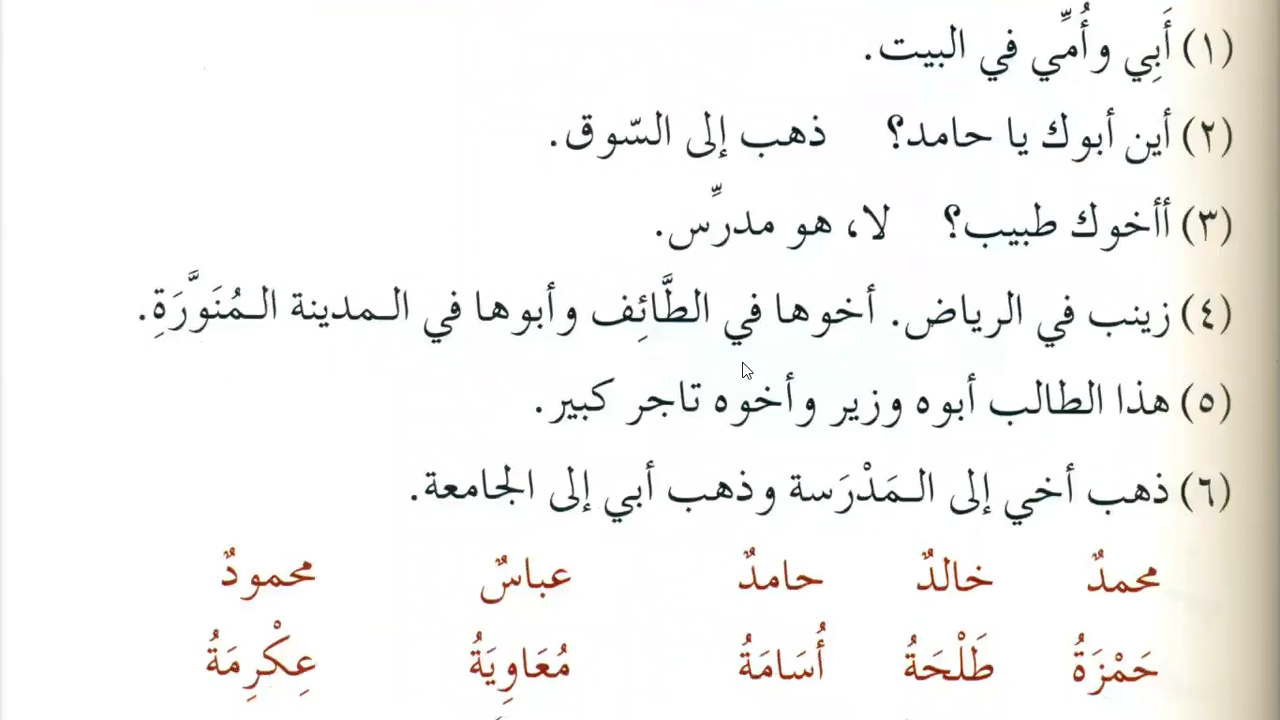 (١) أَبِي وأُمِّي في البيت.
(٢) أين أبوك يا حامد؟ ذهب إلى السّوق.
(٣) أأخوك طبيب؟ لا، هو مدرِّس.
(٤) زينب في الرياض. أخوها في الطَّائِف وأبوها في الـمدينة الـمُنَوَّرَةِ.
(٥) هذا الطالب أبوه وزير وأخوه تاجر كبير.
(٦) ذهب أخي إلى الـمَدْرَسة وذهب أبي إلى الجامعة.
محمدٌ خالدٌ حامدٌ عباسٌ محمودٌ
حَمْزَةُ طَلْحَةُ أُسَامَةُ مُعَاوِيَةُ عِكْرِمَةُ